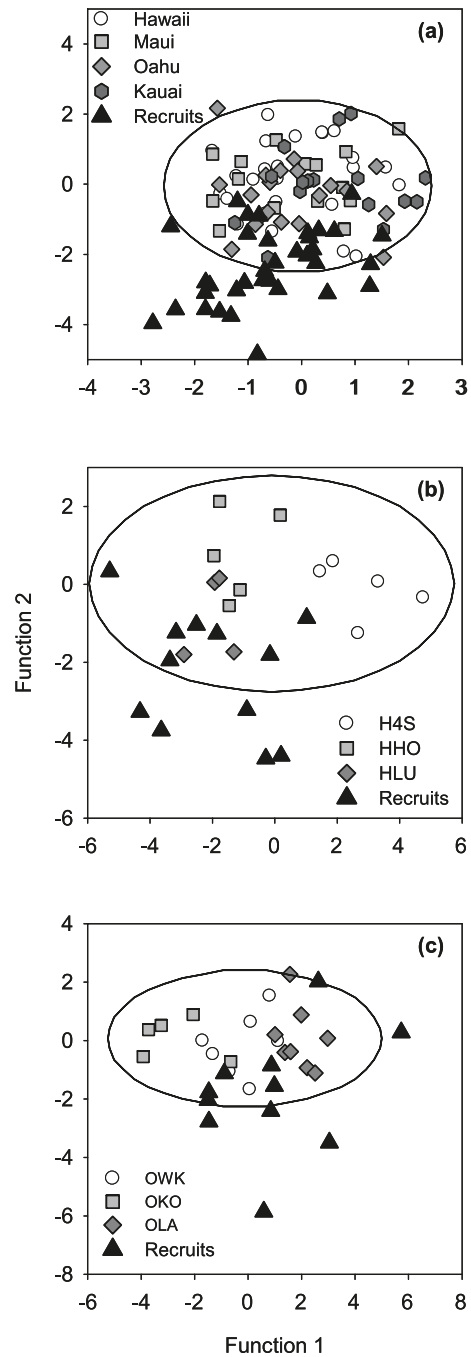 Hawaii
(a)
Maui
Oahu
Kauai
Recruits
4
2
0
-2
-4
-4 -3 -2 -1 0 1 2 3
(b)
2
0
-2
-4
-6
H4S
HHO
HLU
Recruits
-6 -4 -2 0 2 4 6
Function 2
(c)
4
2
0
-2
-4
-6
-8
OWK
OKO
OLA
Recruits
-6 -4 -2 0 2 4 6 8
Function 1